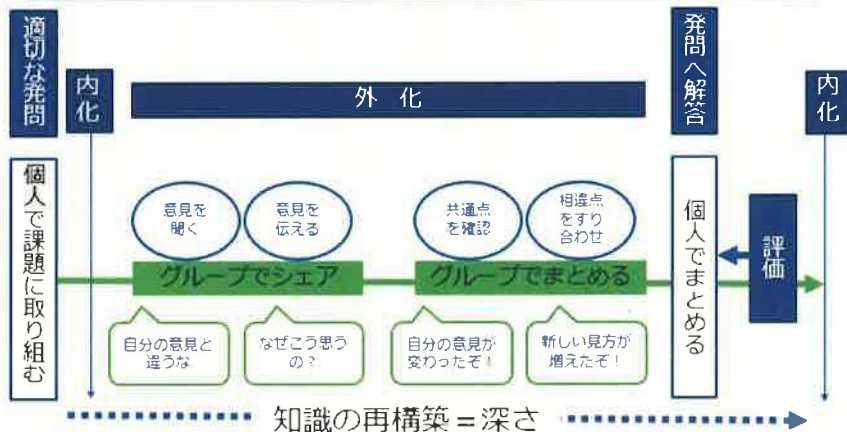 適切な発問
内化
外化
発問へ解答
内化
個人で課題に取り組む
意見を
聞く
意見を
伝える
共通点
を確認
相違点
をすり
合わせ
グループでシェア
グループでまとめる
個人でまとめる
評価
自分の意見と
違うな
なぜこう思う
の？
自分の意見が
変わったぞ！
新しい見方が
増えたぞ！
知識の再構築＝深さ